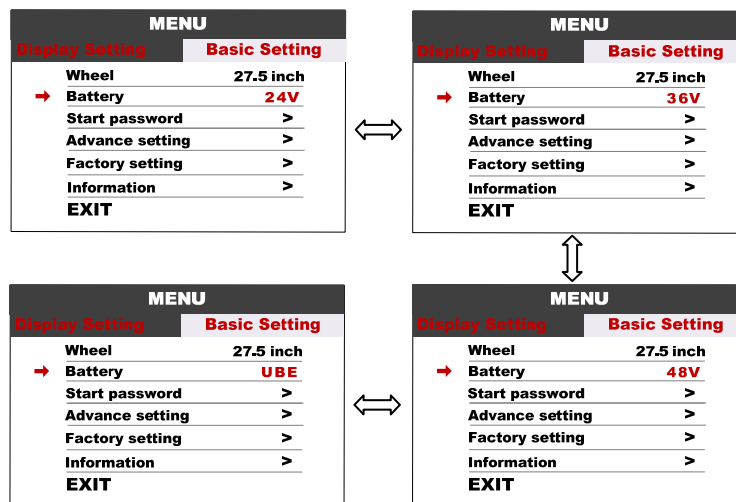 MENU
Display Setting Basic Setting
Wheel 27.5 inch
Battery 24V
Start password >
Advance setting >
Factory setting >
Information >
EXIT
MENU
Display Setting Basic Setting
Wheel 27.5 inch
Battery 36V
Start password >
Advance setting >
Factory setting >
Information >
EXIT
MENU
Display Setting Basic Setting
Wheel 27.5 inch
Battery UBE
Start password >
Advance setting >
Factory setting >
Information >
EXIT
MENU
Display Setting Basic Setting
Wheel 27.5 inch
Battery 48V
Start password >
Advance setting >
Factory setting >
Information >
EXIT